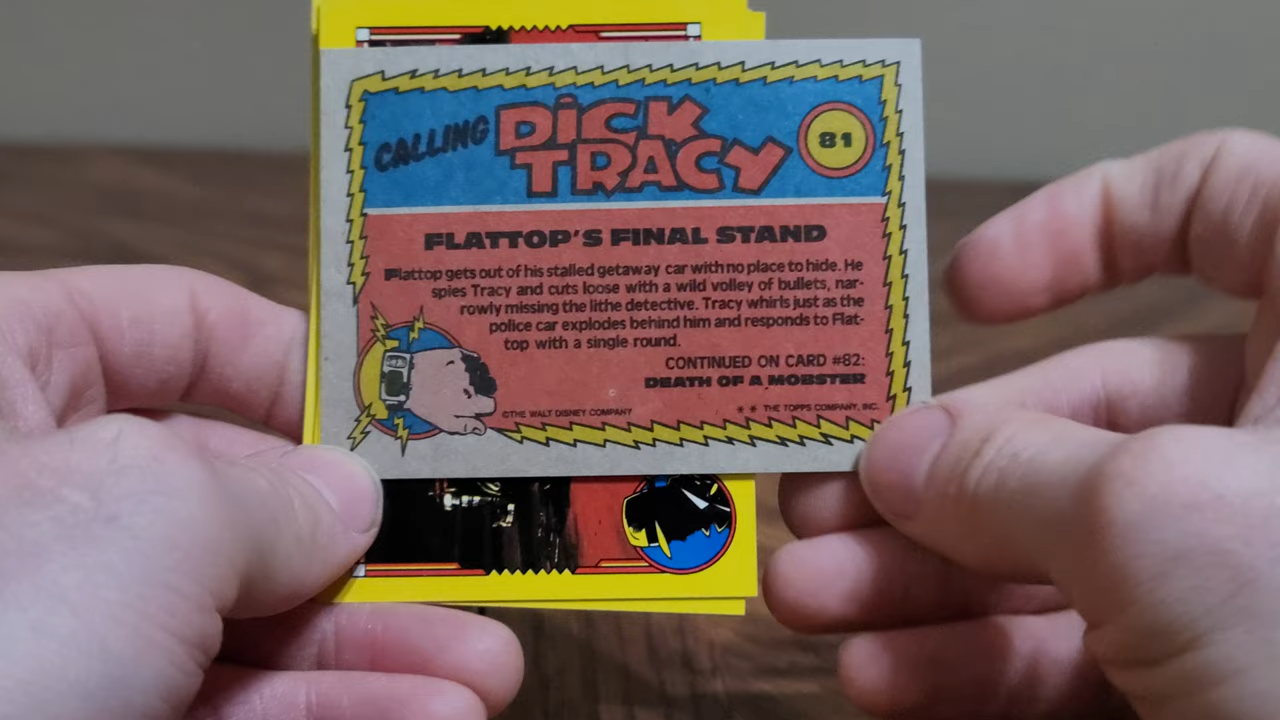 CALLING DICK
TRACY
81
FLATTOP'S FINAL STAND
Flattop gets out of his stalled getaway car with no place to hide. He
spies Tracy and cuts loose with a wild volley of bullets, nar-
rowly missing the lithe detective. Tracy whirls just as the
police car explodes behind him and responds to Flat-
top with a single round.
CONTINUED ON CARD #82:
DEATH OF A MOBSTER
©THE WALT DISNEY COMPANY
* * THE TOPPS COMPANY, INC.